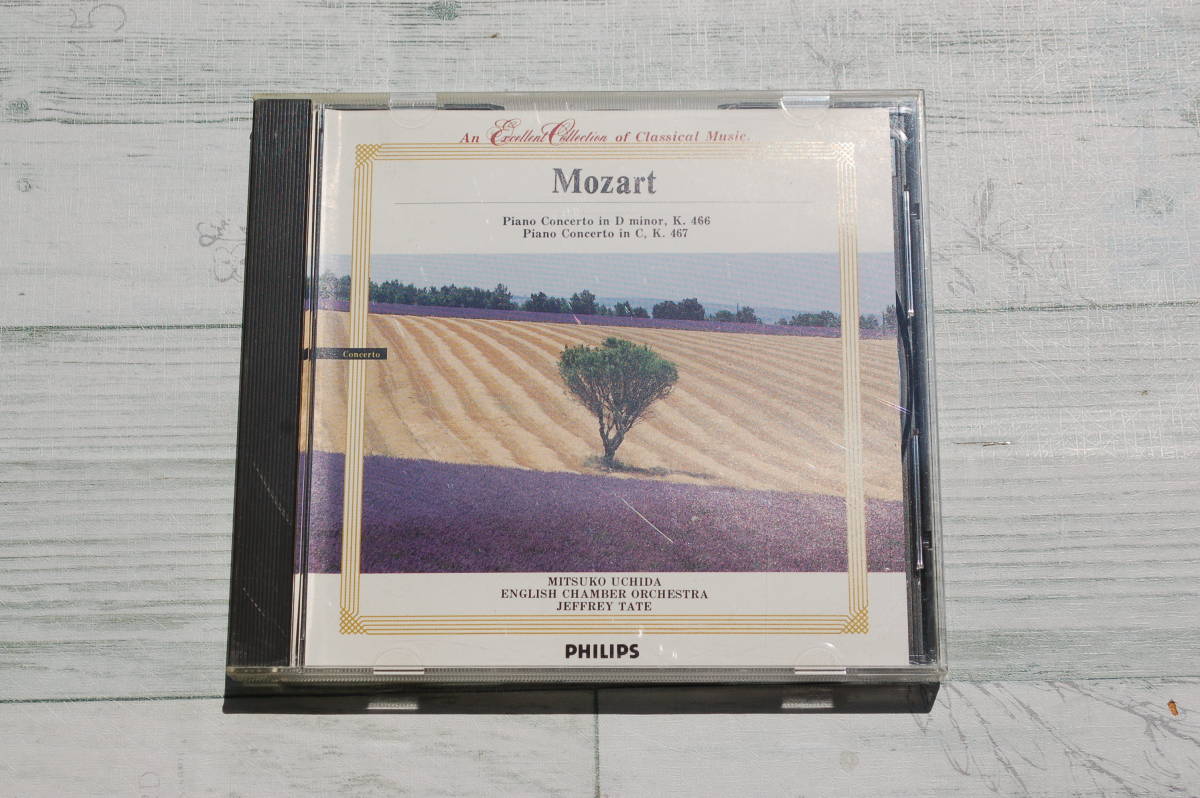 An Excellent Collection of Classical Music.
Mozart
Piano Concerto in D minor, K. 466
Piano Concerto in C, K. 467
Concerto
MITSUKO UCHIDA
ENGLISH CHAMBER ORCHESTRA
JEFFREY TATE
PHILIPS